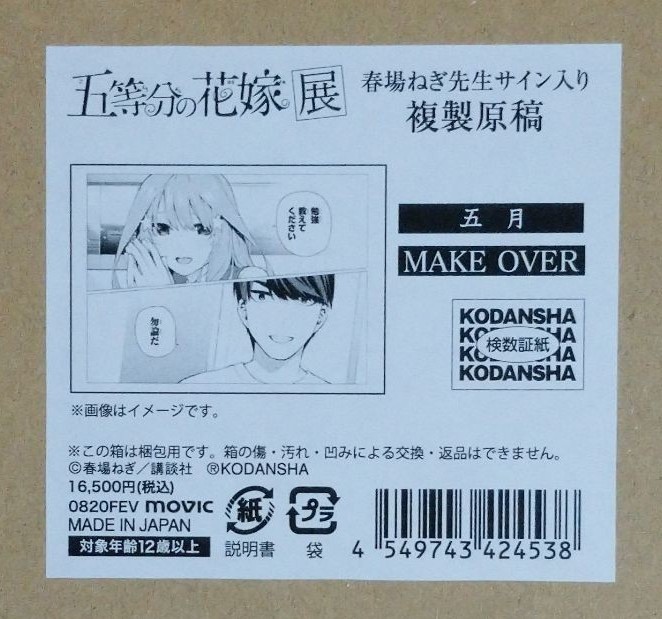 五等分の花嫁 展
春場ねぎ先生サイン入り
複製原稿
勉強
教えて
ください
勿論だ
五月
MAKE OVER
KODANSHA
KODANSHA
KODANSHA
KODANSHA
検数証紙
※画像はイメージです。
※この箱は梱包用です。箱の傷・汚れ・凹みによる交換・返品はできません。
©春場ねぎ／講談社 ®KODANSHA
16,500円(税込)
0820FEV movic
MADE IN JAPAN
対象年齢12歳以上
紙
説明書
プラ
袋
4 549743 424538